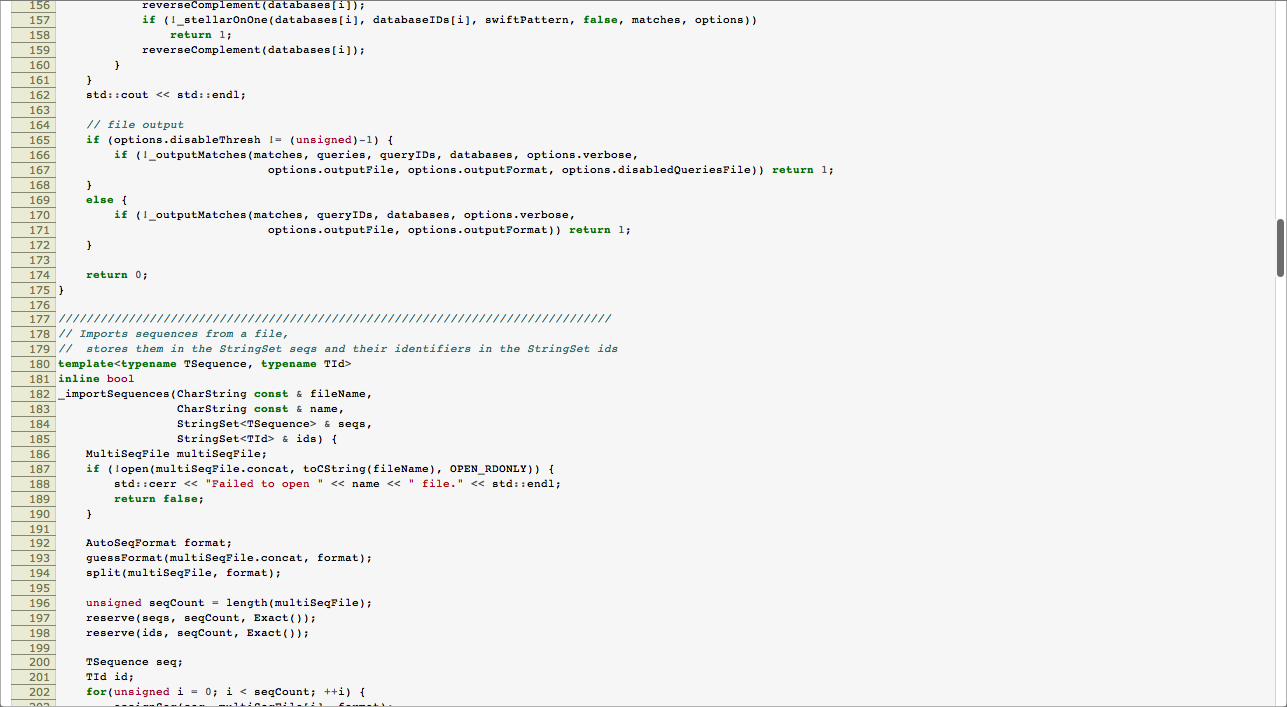 156             reverseComplement(databases[i]);
157             if (!_stellarOnOne(databases[i], databaseIDs[i], swiftPattern, false, matches, options))
158                 return 1;
159             reverseComplement(databases[i]);
160         }
161     }
162     std::cout << std::endl;
163
164     // file output
165     if (options.disableThresh != (unsigned)-1) {
166         if (!_outputMatches(matches, queries, queryIDs, databases, options.verbose,
167                               options.outputFile, options.outputFormat, options.disabledQueriesFile)) return 1;
168     }
169     else {
170         if (!_outputMatches(matches, queryIDs, databases, options.verbose,
171                               options.outputFile, options.outputFormat)) return 1;
172     }
173
174     return 0;
175 }
176
177 ///////////////////////////////////////////////////////////////////////////////
178 // Imports sequences from a file,
179 //  stores them in the StringSet seqs and their identifiers in the StringSet ids
180 template<typename TSequence, typename TId>
181 inline bool
182 _importSequences(CharString const & fileName,
183                  CharString const & name,
184                  StringSet<TSequence> & seqs,
185                  StringSet<TId> & ids) {
186     MultiSeqFile multiSeqFile;
187     if (!open(multiSeqFile.concat, toCString(fileName), OPEN_RDONLY)) {
188         std::cerr << "Failed to open " << name << " file." << std::endl;
189         return false;
190     }
191
192     AutoSeqFormat format;
193     guessFormat(multiSeqFile.concat, format);
194     split(multiSeqFile, format);
195
196     unsigned seqCount = length(multiSeqFile);
197     reserve(seqs, seqCount, Exact());
198     reserve(ids, seqCount, Exact());
199
200     TSequence seq;
201     TId id;
202     for(unsigned i = 0; i < seqCount; ++i) {
203         assignSeq(seq, multiSeqFile[i], format);